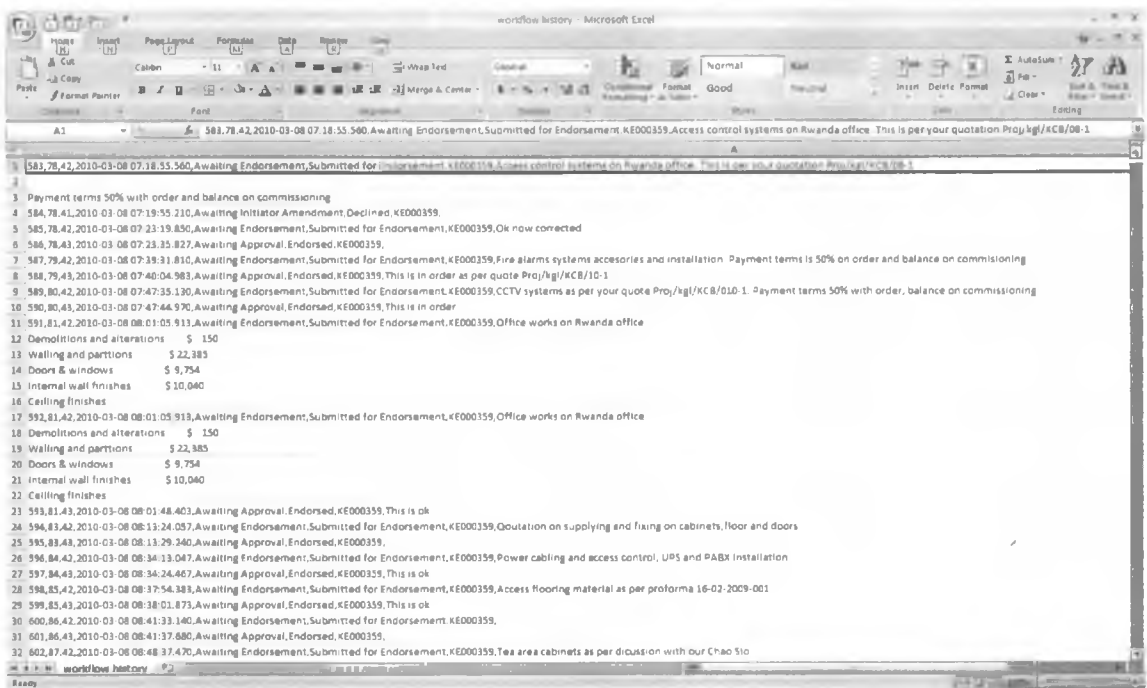 workflow history - Microsoft Excel
Home Insert Page Layout Formulas Data Review
H N P M A R
Cut
Copy
Format Painter
Paste
Calibri 11 A A
B I U
Font
Wrap Text
Merge & Center
Format
Normal
Good
Insert Delete Format
AutoSum
Fill
Clear
Editing
A1 583,78,42,2010-03-08 07:18:55.560,Awaiting Endorsement,Submitted for Endorsement,KE000359,Access control systems on Rwanda office. This is per your quotation Proj/kgl/KCB/08-1
A
1 583,78,42,2010-03-08 07:18:55.560,Awaiting Endorsement,Submitted for Endorsement,KE000359,Access control systems on Rwanda office. This is per your quotation Proj/kgl/KCB/08-1
2
3 Payment terms 50% with order and balance on commissioning
4 584,78,41,2010-03-08 07:19:55.210,Awaiting Initiator Amendment,Declined,KE000359,
5 585,78,42,2010-03-08 07:23:19.850,Awaiting Endorsement,Submitted for Endorsement,KE000359,Ok now corrected
6 586,78,43,2010-03-08 07:23:35.827,Awaiting Approval,Endorsed,KE000359,
7 587,79,42,2010-03-08 07:39:31.810,Awaiting Endorsement,Submitted for Endorsement,KE000359,Fire alarms systems accesories and installation. Payment terms is 50% on order and balance on commisioning
8 588,79,43,2010-03-08 07:40:04.983,Awaiting Approval,Endorsed,KE000359,This is in order as per quote Proj/kgl/KCB/10-1
9 589,80,42,2010-03-08 07:47:35.130,Awaiting Endorsement,Submitted for Endorsement,KE000359,CCTV systems as per your quote Proj/kgl/KCB/010-1. Payment terms 50% with order, balance on commissioning
10 590,80,43,2010-03-08 07:47:44.970,Awaiting Approval,Endorsed,KE000359,This is in order
11 591,81,42,2010-03-08 08:01:05.913,Awaiting Endorsement,Submitted for Endorsement,KE000359,Office works on Rwanda office
12 Demolitions and alterations $ 150
13 Walling and parttions $ 22,385
14 Doors & windows $ 9,754
15 Internal wall finishes $ 10,040
16 Ceilling finishes
17 592,81,42,2010-03-08 08:01:05.913,Awaiting Endorsement,Submitted for Endorsement,KE000359,Office works on Rwanda office
18 Demolitions and alterations $ 150
19 Walling and parttions $ 22,385
20 Doors & windows $ 9,754
21 Internal wall finishes $ 10,040
22 Ceilling finishes
23 593,81,43,2010-03-08 08:01:48.403,Awaiting Approval,Endorsed,KE000359,This is ok
24 594,83,42,2010-03-08 08:13:24.057,Awaiting Endorsement,Submitted for Endorsement,KE000359,Qoutation on supplying and fixing on cabinets,floor and doors
25 595,83,43,2010-03-08 08:13:29.340,Awaiting Approval,Endorsed,KE000359,
26 596,84,42,2010-03-08 08:34:13.047,Awaiting Endorsement,Submitted for Endorsement,KE000359,Power cabling and access control, UPS and PABX installation
27 597,84,43,2010-03-08 08:34:24.467,Awaiting Approval,Endorsed,KE000359,This is ok
28 598,85,42,2010-03-08 08:37:54.383,Awaiting Endorsement,Submitted for Endorsement,KE000359,Access flooring material as per proforma 16-02-2009-001
29 599,85,43,2010-03-08 08:38:01.873,Awaiting Approval,Endorsed,KE000359,This is ok
30 600,86,42,2010-03-08 08:41:33.140,Awaiting Endorsement,Submitted for Endorsement,KE000359,
31 601,86,43,2010-03-08 08:41:37.680,Awaiting Approval,Endorsed,KE000359,
32 602,87,42,2010-03-08 08:48:37.470,Awaiting Endorsement,Submitted for Endorsement,KE000359,Tea area cabinets as per dicussion with our Chao Sto
workflow history
Ready